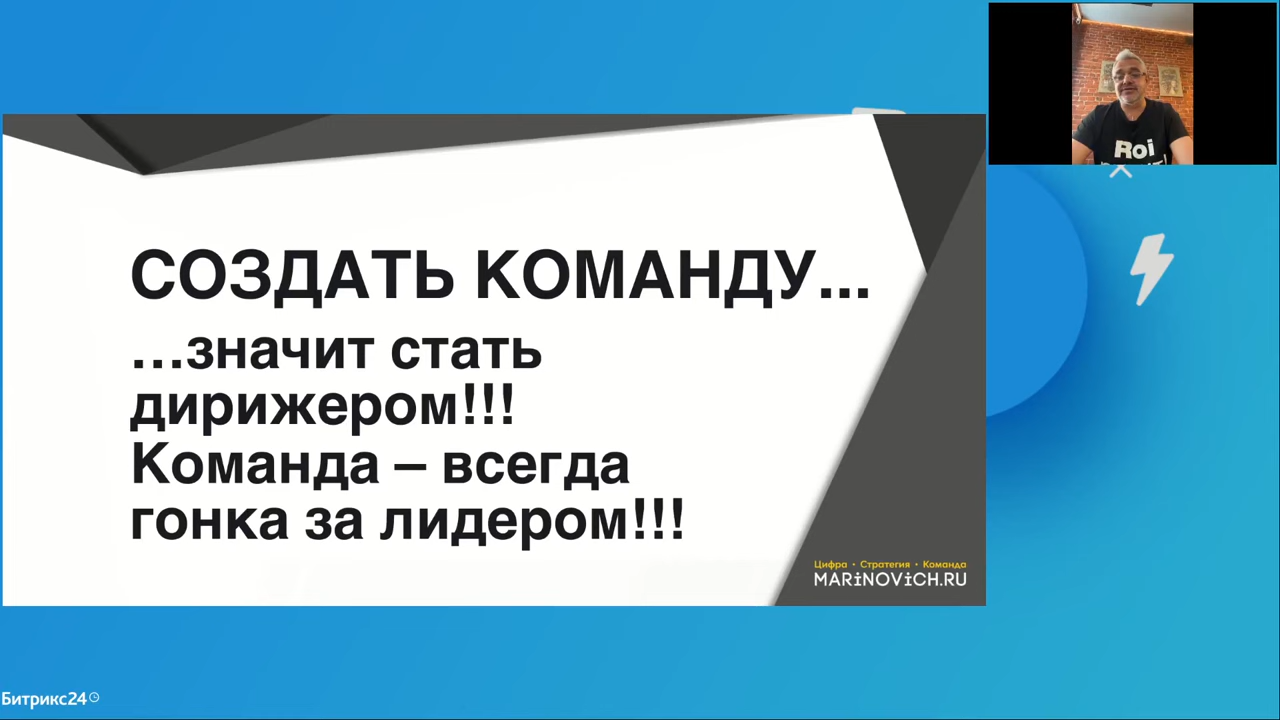 Roi
СОЗДАТЬ КОМАНДУ...
...значит стать
дирижером!!!
Команда – всегда
гонка за лидером!!!
Цифра • Стратегия • Команда
MARiNOViCH.RU
Битрикс24